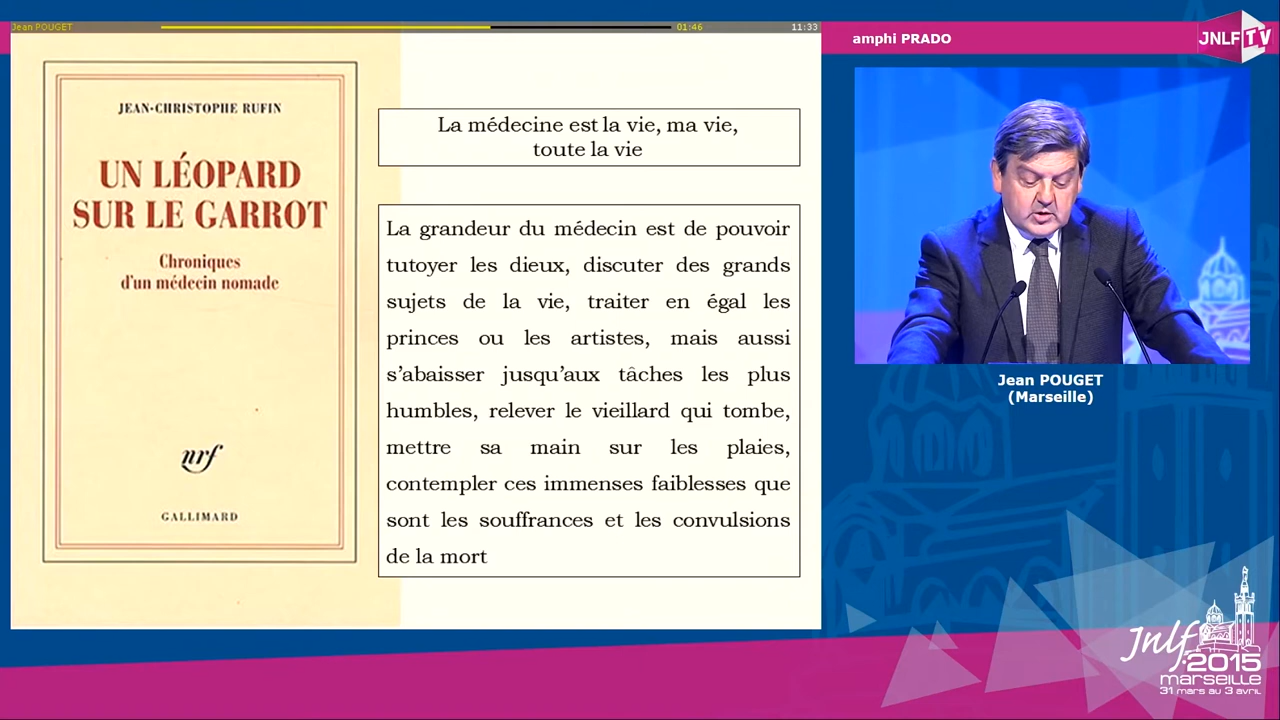 Jean POUGET
01:46
11:33
JEAN-CHRISTOPHE RUFIN
UN LÉOPARD
SUR LE GARROT
Chroniques
d'un médecin nomade
nrf
GALLIMARD
La médecine est la vie, ma vie,
toute la vie
La grandeur du médecin est de pouvoir
tutoyer les dieux, discuter des grands
sujets de la vie, traiter en égal les
princes ou les artistes, mais aussi
s’abaisser jusqu’aux tâches les plus
humbles, relever le vieillard qui tombe,
mettre sa main sur les plaies,
contempler ces immenses faiblesses que
sont les souffrances et les convulsions
de la mort
amphi PRADO
JNLF TV
Jean POUGET
(Marseille)
Jnlf
2015
marseille
31 mars au 3 avril